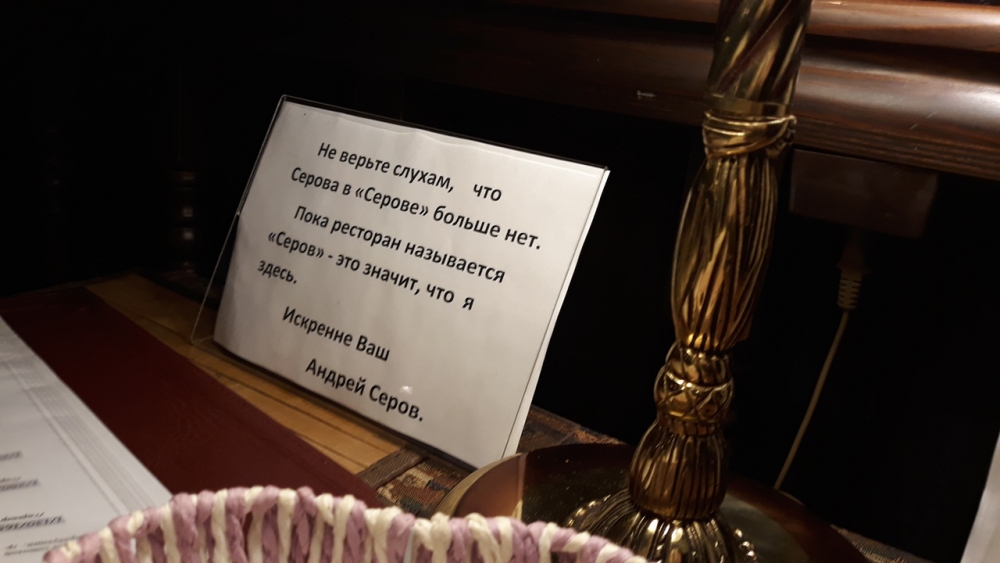 Не верьте слухам, что
Серова в «Серове» больше нет.
Пока ресторан называется
«Серов» - это значит, что я
здесь.
Искренне Ваш
Андрей Серов.